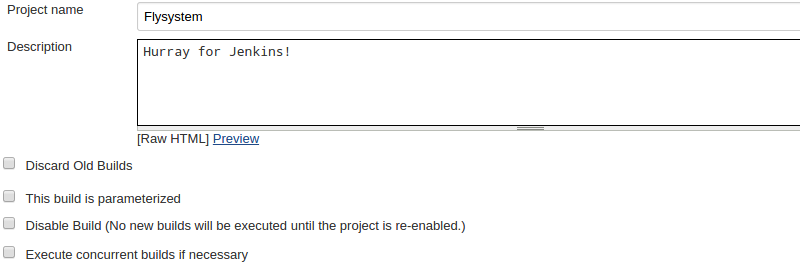 Project name
Flysystem
Description
Hurray for Jenkins!
[Raw HTML] Preview
Discard Old Builds
This build is parameterized
Disable Build (No new builds will be executed until the project is re-enabled.)
Execute concurrent builds if necessary